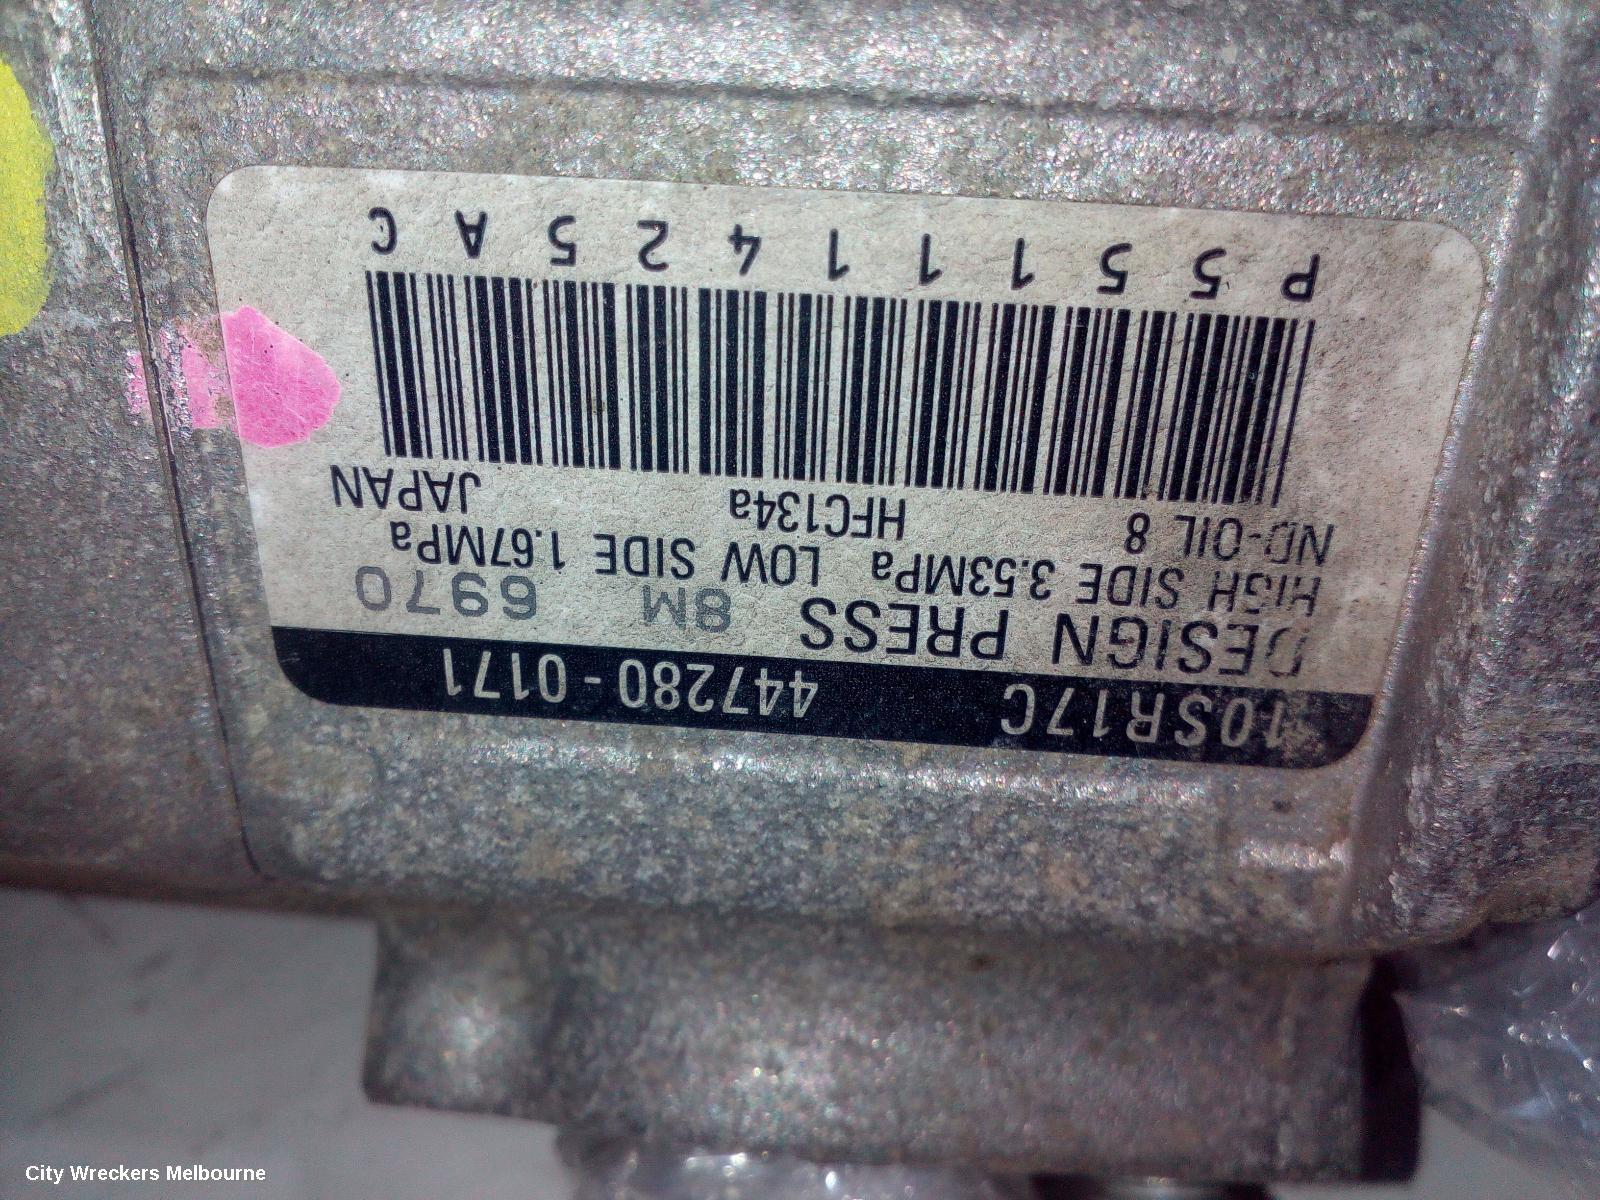 10SR17C 447280-0171
DESIGN PRESS 8M 6970
HIGH SIDE 3.53MPa LOW SIDE 1.67MPa
ND-OIL 8 HFC134a JAPAN
P55111425AC
City Wreckers Melbourne